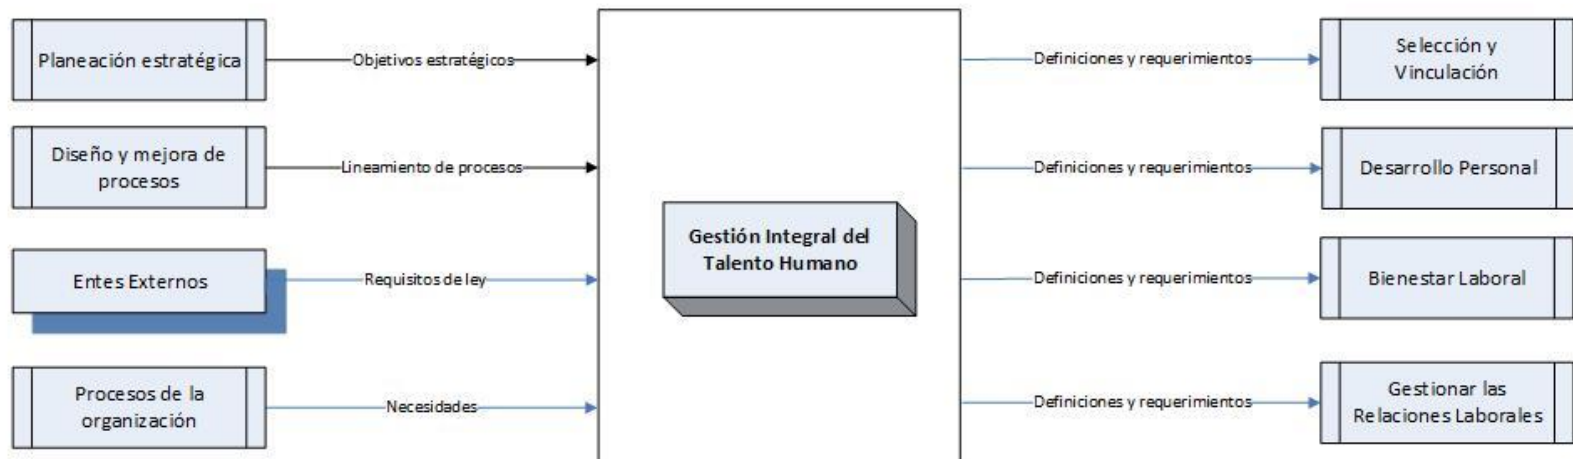 Planeación estratégica
Objetivos estratégicos
Definiciones y requerimientos
Selección y
Vinculación
Diseño y mejora de
procesos
Lineamiento de procesos
Definiciones y requerimientos
Desarrollo Personal
Gestión Integral del
Talento Humano
Entes Externos
Requisitos de ley
Definiciones y requerimientos
Bienestar Laboral
Procesos de la
organización
Necesidades
Definiciones y requerimientos
Gestionar las
Relaciones Laborales